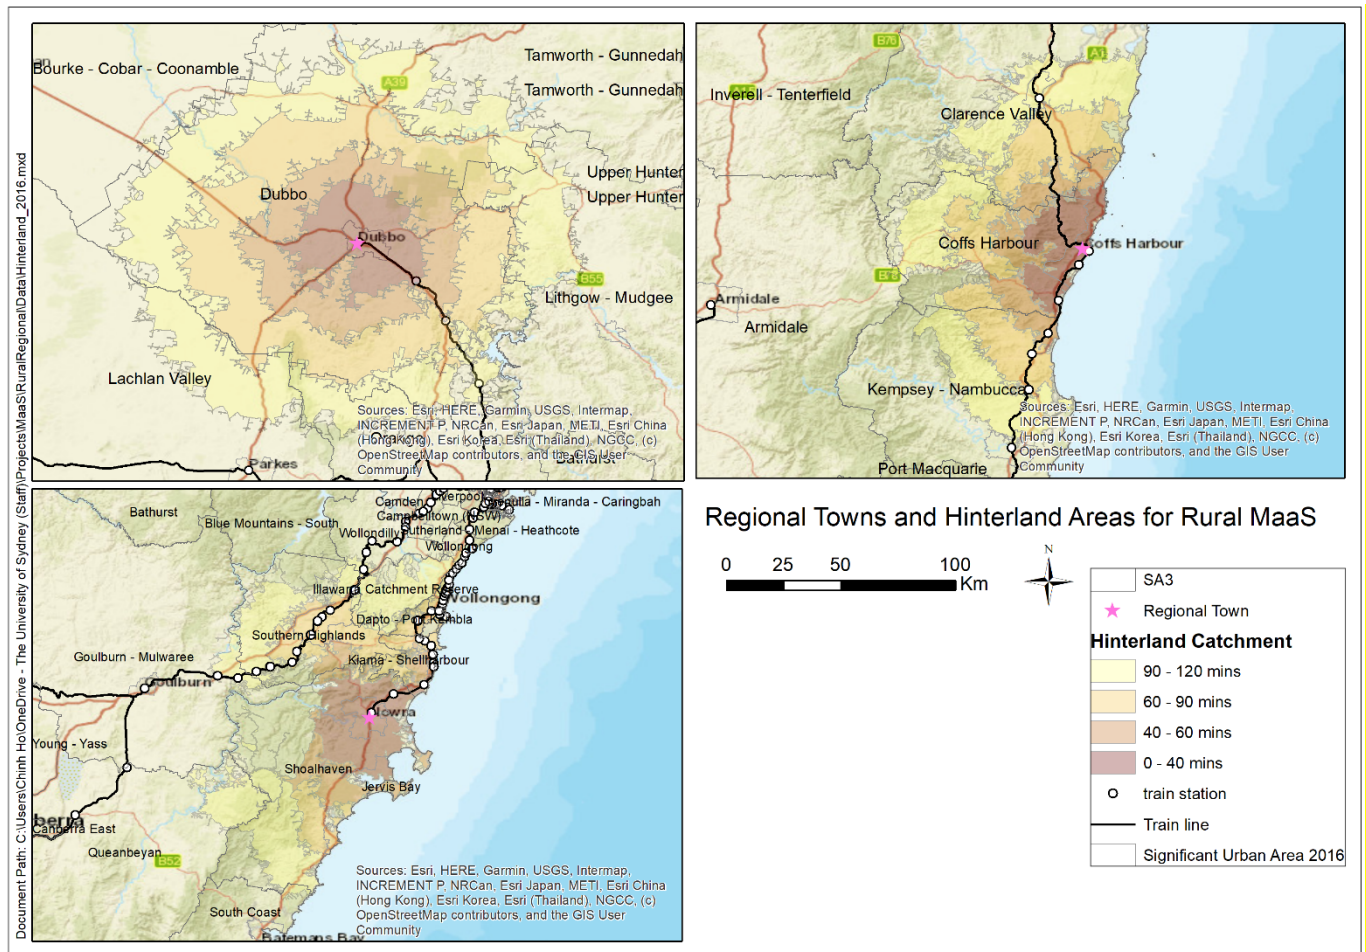 Document Path: C:\Users\Chinh Ho\OneDrive - The University of Sydney (Staff)\Projects\MaaS\RuralRegional\Data\Hinterland_2016.mxd
Bourke - Cobar - Coonamble
A39
Tamworth - Gunnedah
Tamworth - Gunnedah
Upper Hunter
Upper Hunter
Dubbo
Dubbo
B55
Lithgow - Mudgee
Lachlan Valley
Parkes
Bathurst
Sources: Esri, HERE, Garmin, USGS, Intermap,
INCREMENT P, NRCan, Esri Japan, METI, Esri China
(Hong Kong), Esri Korea, Esri (Thailand), NGCC, (c)
OpenStreetMap contributors, and the GIS User
Community
B76
A1
Inverell - Tenterfield
Clarence Valley
Coffs Harbour
Coffs Harbour
B78
Armidale
Armidale
Kempsey - Nambucca
Port Macquarie
Sources: Esri, HERE, Garmin, USGS, Intermap,
INCREMENT P, NRCan, Esri Japan, METI, Esri China
(Hong Kong), Esri Korea, Esri (Thailand), NGCC, (c)
OpenStreetMap contributors, and the GIS User
Community
Bathurst
Blue Mountains - South
Camden
Liverpool
Miranda - Caringbah
Campbelltown (NSW)
Wollondilly
Sutherland - Menai - Heathcote
Wollongong
Illawarra Catchment Reserve
Wollongong
Dapto - Port Kembla
Southern Highlands
Goulburn - Mulwaree
Kiama - Shellharbour
Goulburn
Nowra
Young - Yass
Shoalhaven
Jervis Bay
berra
Canberra East
Queanbeyan
B52
South Coast
Batemans Bay
Sources: Esri, HERE, Garmin, USGS, Intermap,
INCREMENT P, NRCan, Esri Japan, METI, Esri China
(Hong Kong), Esri Korea, Esri (Thailand), NGCC, (c)
OpenStreetMap contributors, and the GIS User
Community
Regional Towns and Hinterland Areas for Rural MaaS
0 25 50 100
Km
N
SA3
Regional Town
Hinterland Catchment
90 - 120 mins
60 - 90 mins
40 - 60 mins
0 - 40 mins
train station
Train line
Significant Urban Area 2016